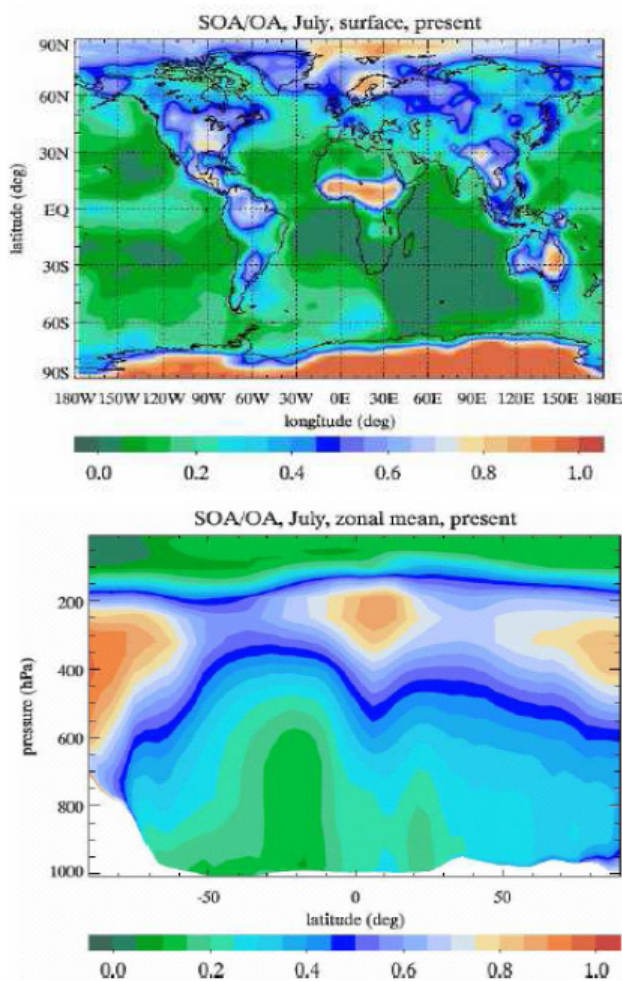 SOA/OA, July, surface, present
90N
60N
30N
EQ
30S
60S
90S
latitude (deg)
180W 150W 120W 90W 60W 30W 0E 30E 60E 90E 120E 150E 180E
longitude (deg)
0.0 0.2 0.4 0.6 0.8 1.0
SOA/OA, July, zonal mean, present
200
400
600
800
1000
pressure (hPa)
-50 0 50
latitude (deg)
0.0 0.2 0.4 0.6 0.8 1.0